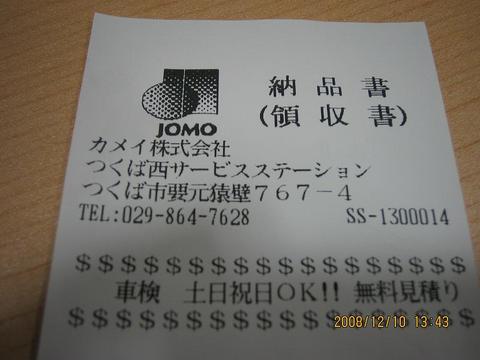 納品書
(領収書)
JOMO
カメイ株式会社
つくば西サービスステーション
つくば市要元猿壁767-4
TEL:029-864-7628 SS-1300014
$$$$$$$$$$$$$$$$$$
車検 土日祝日OK!! 無料見積り
$$$$$$$$$$$$$$$$$$
2008/12/10 13:43